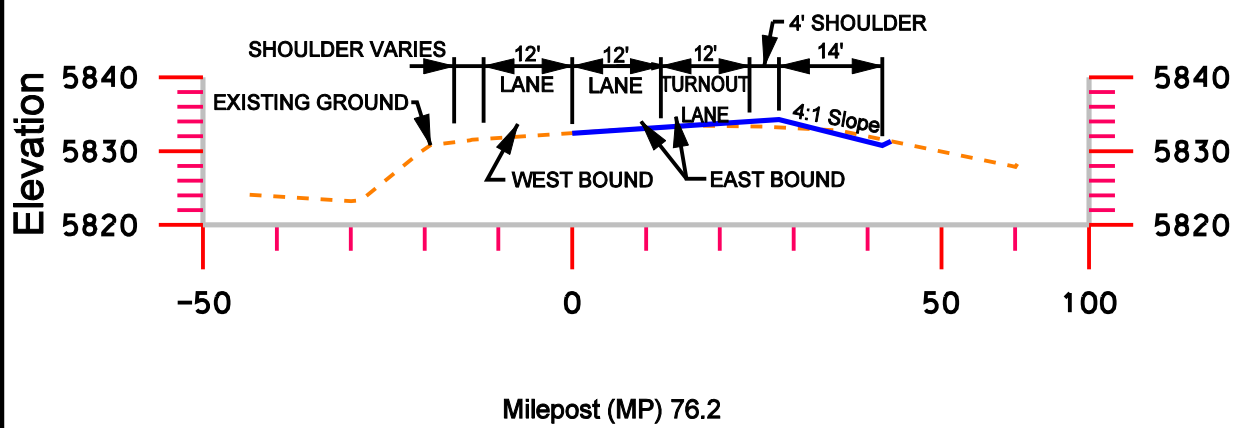 4' SHOULDER
SHOULDER VARIES
12'
12'
12'
14'
LANE
LANE
TURNOUT
LANE
EXISTING GROUND
4:1 Slope
WEST BOUND
EAST BOUND
Elevation
5840
5830
5820
5840
5830
5820
-50
0
50
100
Milepost (MP) 76.2